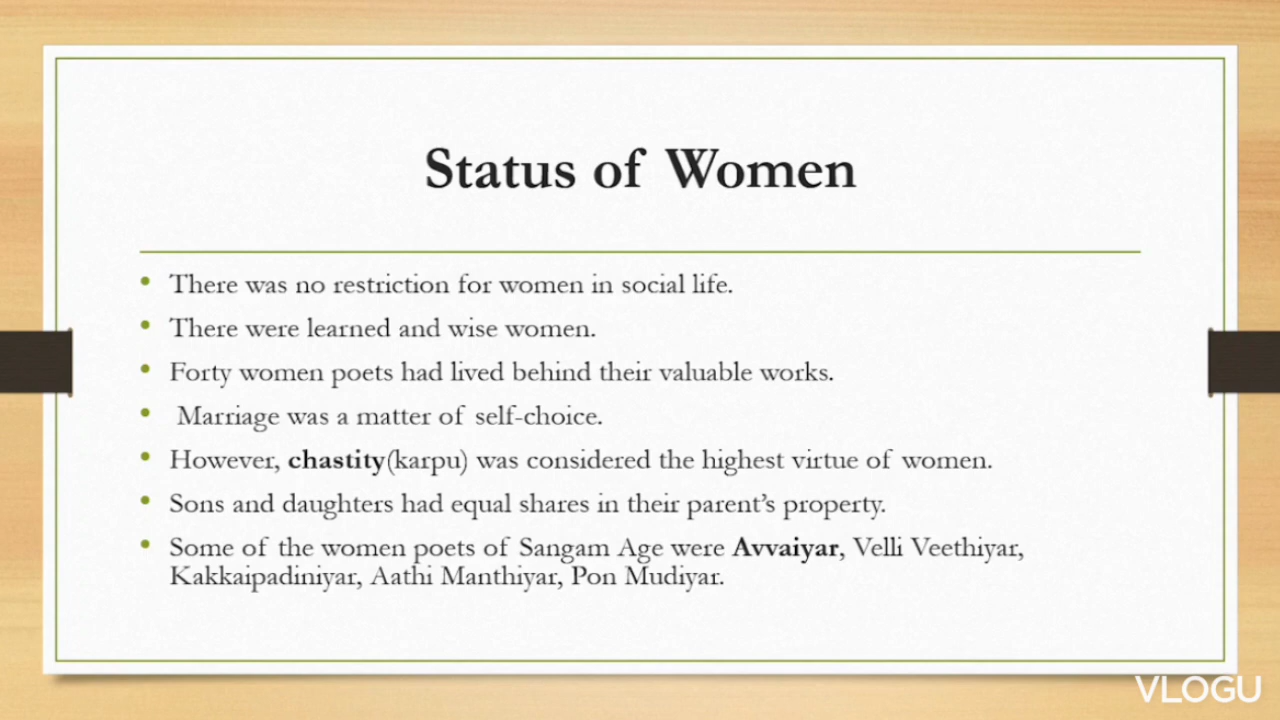 Status of Women
• There was no restriction for women in social life.
• There were learned and wise women.
• Forty women poets had lived behind their valuable works.
• Marriage was a matter of self-choice.
• However, chastity(karpu) was considered the highest virtue of women.
• Sons and daughters had equal shares in their parent’s property.
• Some of the women poets of Sangam Age were Avvaiyar, Velli Veethiyar,
Kakkaipadiniyar, Aathi Manthiyar, Pon Mudiyar.
VLOGU